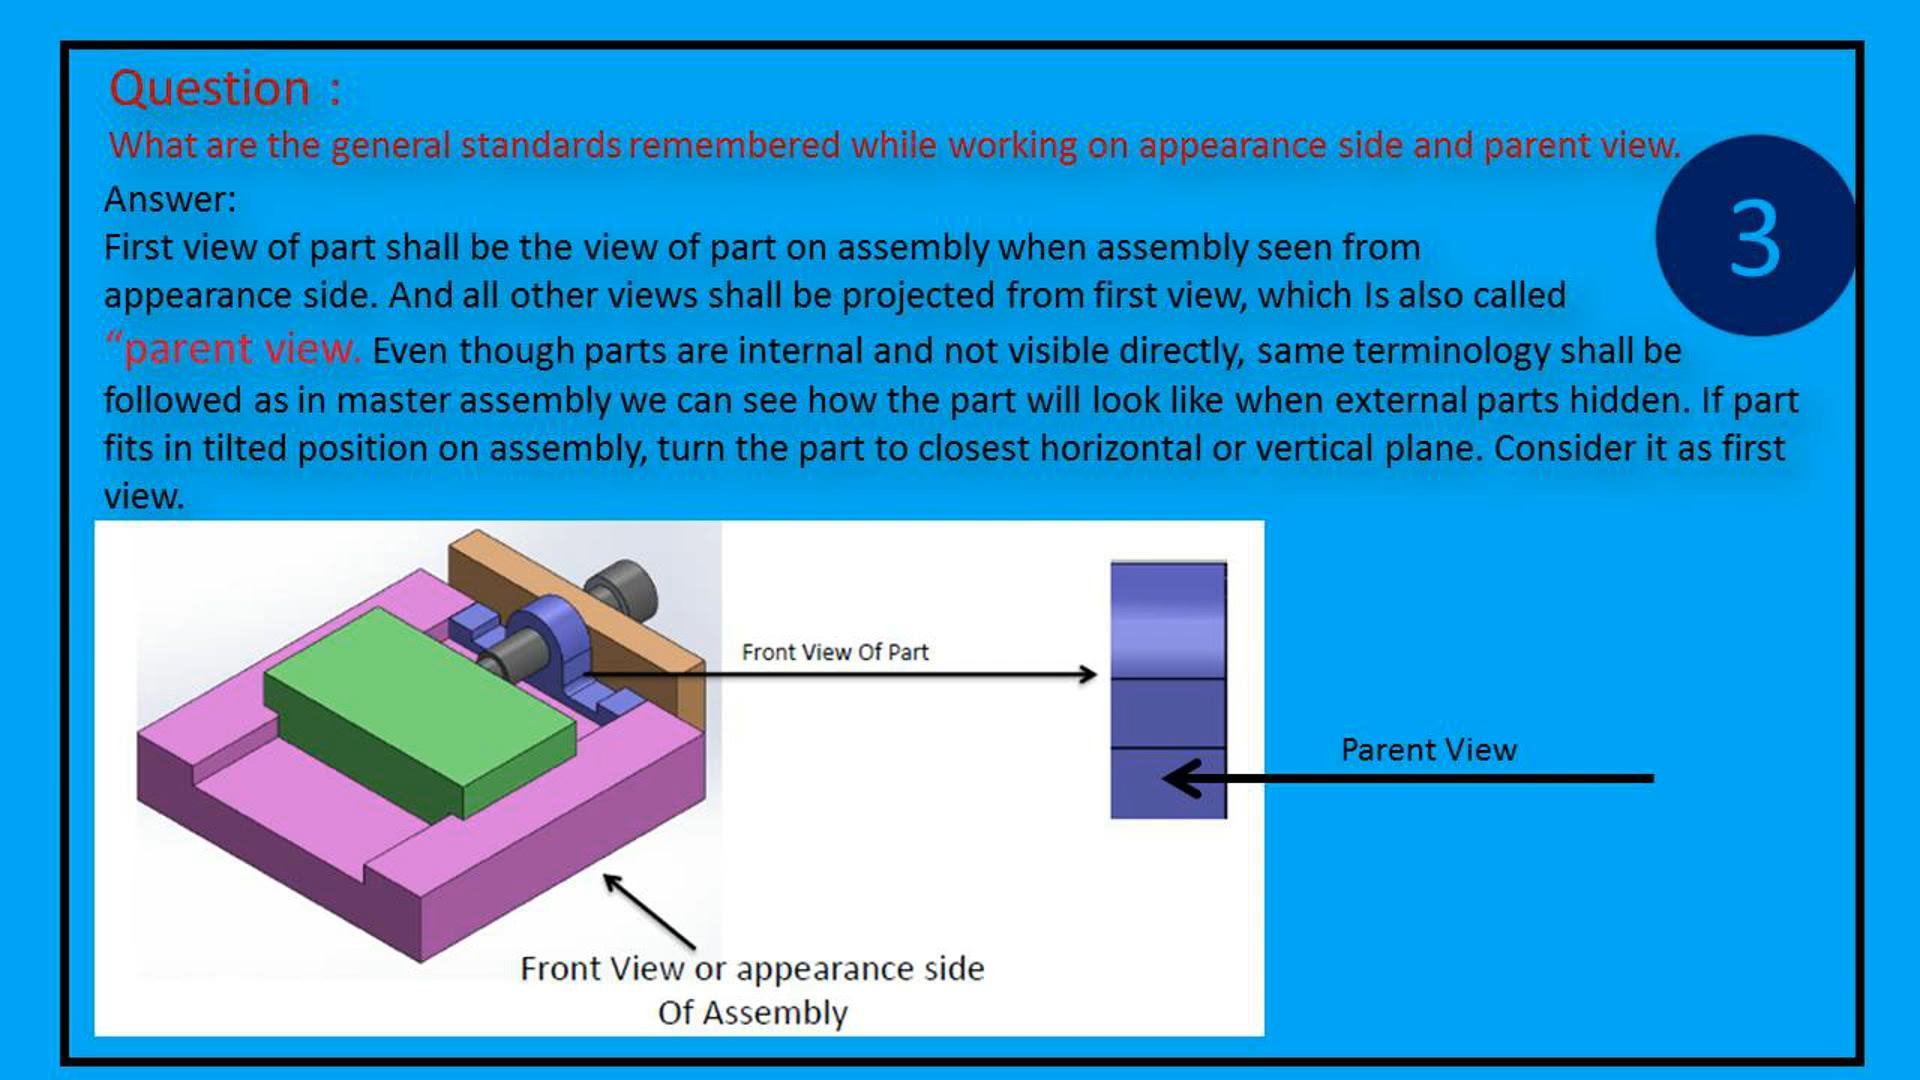 Question :
What are the general standards remembered while working on appearance side and parent view.
3
Answer:
First view of part shall be the view of part on assembly when assembly seen from
appearance side. And all other views shall be projected from first view, which Is also called
“parent view. Even though parts are internal and not visible directly, same terminology shall be
followed as in master assembly we can see how the part will look like when external parts hidden. If part
fits in tilted position on assembly, turn the part to closest horizontal or vertical plane. Consider it as first
view.
Front View Of Part
Parent View
Front View or appearance side
Of Assembly